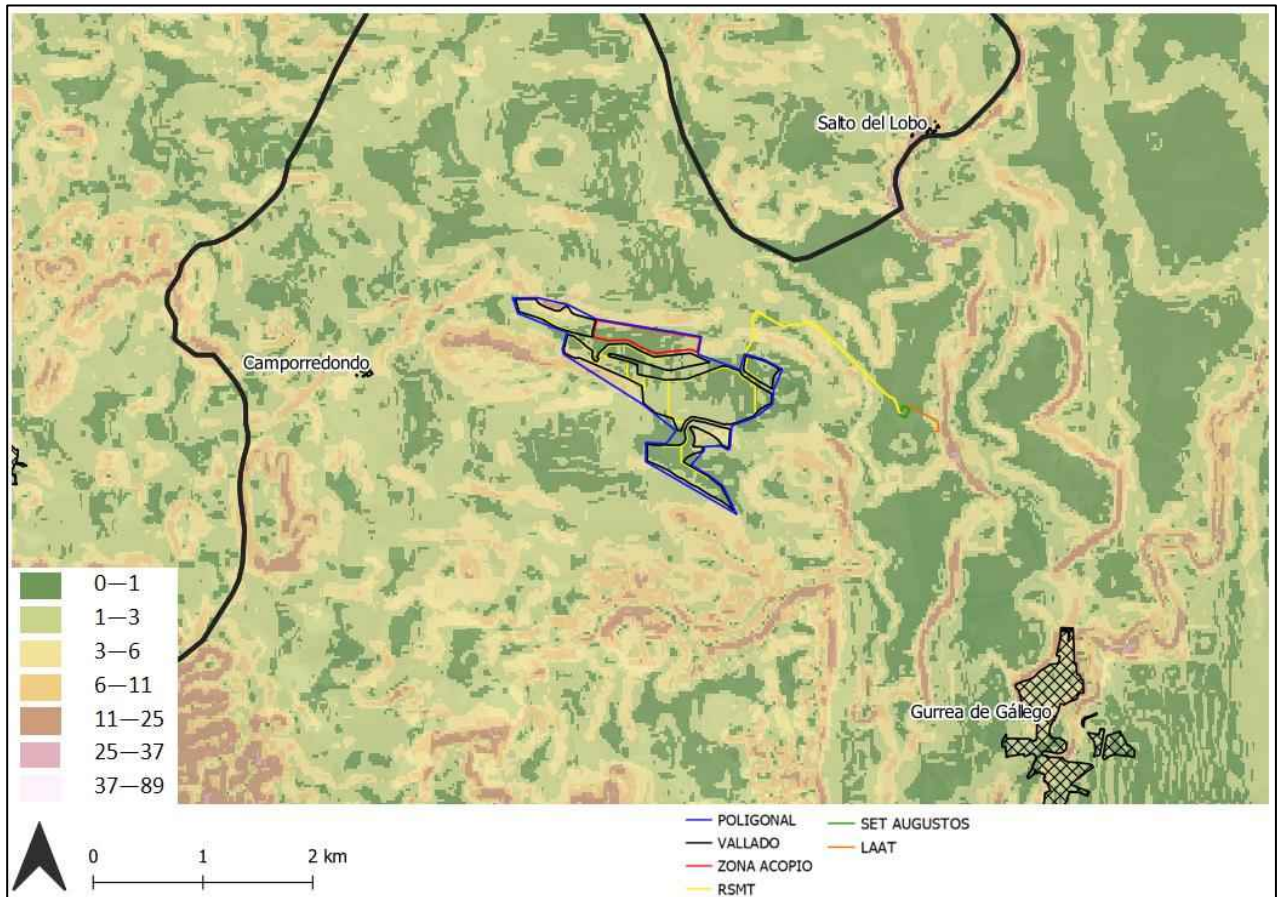 Salto del Lobo
Camporredondo
Gurrea de Gállego
0—1
1—3
3—6
6—11
11—25
25—37
37—89
0 1 2 km
POLIGONAL
VALLADO
ZONA ACOPIO
RSMT
SET AUGUSTOS
LAAT